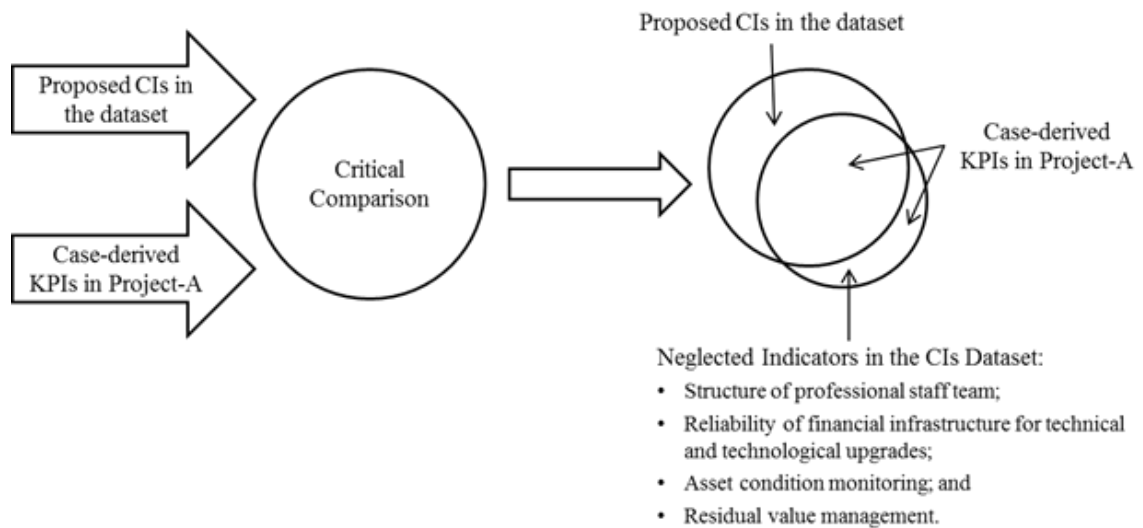 Proposed CIs in
the dataset
Case-derived
KPIs in Project-A
Critical
Comparison
Proposed CIs in the dataset
Case-derived
KPIs in Project-A
Neglected Indicators in the CIs Dataset:
• Structure of professional staff team;
• Reliability of financial infrastructure for technical
and technological upgrades;
• Asset condition monitoring; and
• Residual value management.